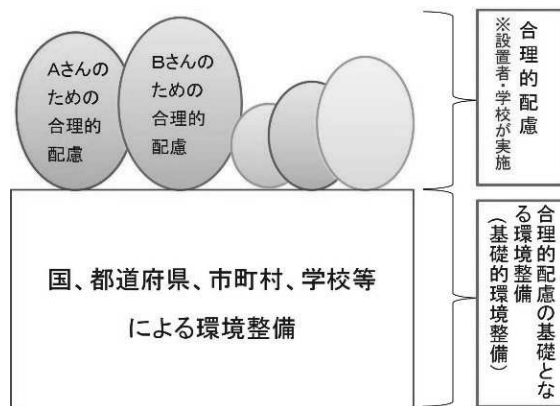 Aさんの
ための
合理的
配慮
Bさんの
ための
合理的
配慮
合理的配慮
※設置者・学校が実施
国、都道府県、市町村、学校等
による環境整備
合理的配慮の基礎とな
る環境整備
（基礎的環境整備）